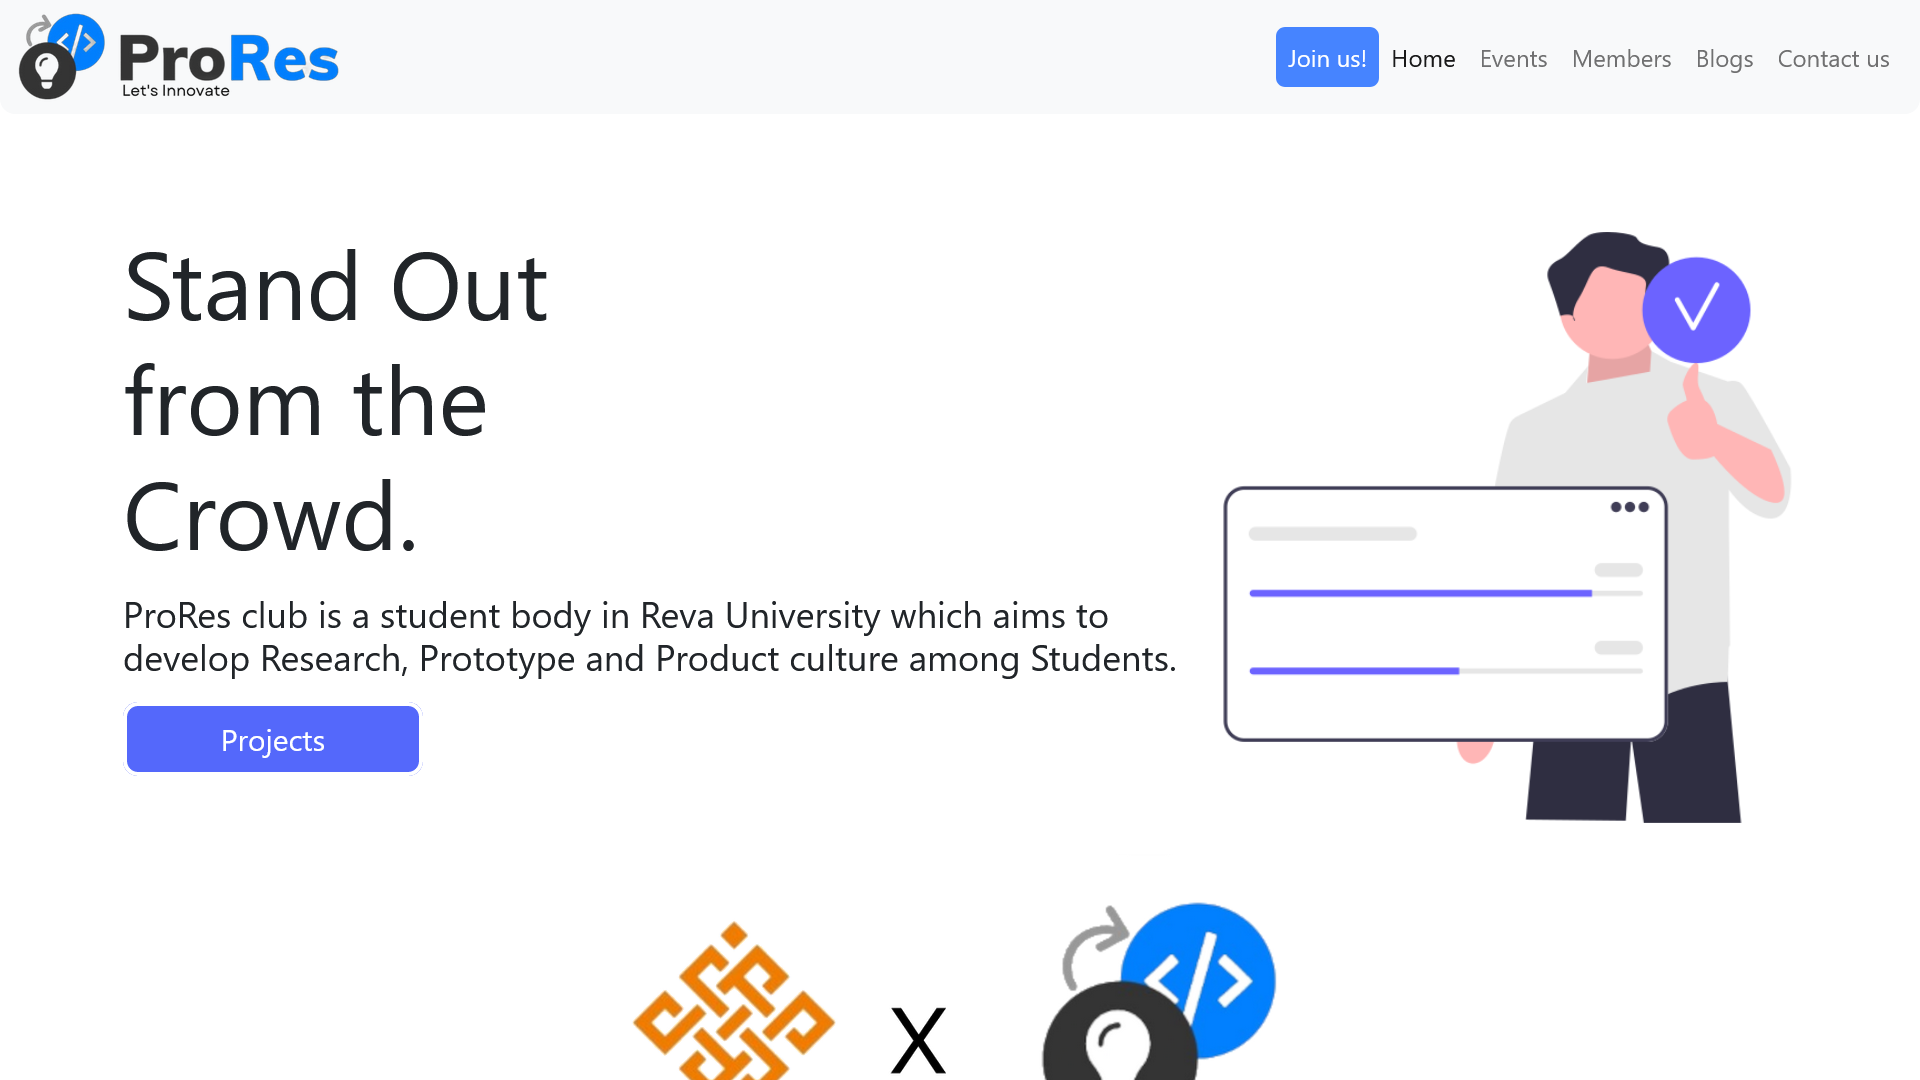 ProRes
Let's Innovate
Join us! Home Events Members Blogs Contact us
Stand Out
from the
Crowd.
ProRes club is a student body in Reva University which aims to
develop Research, Prototype and Product culture among Students.
Projects
X